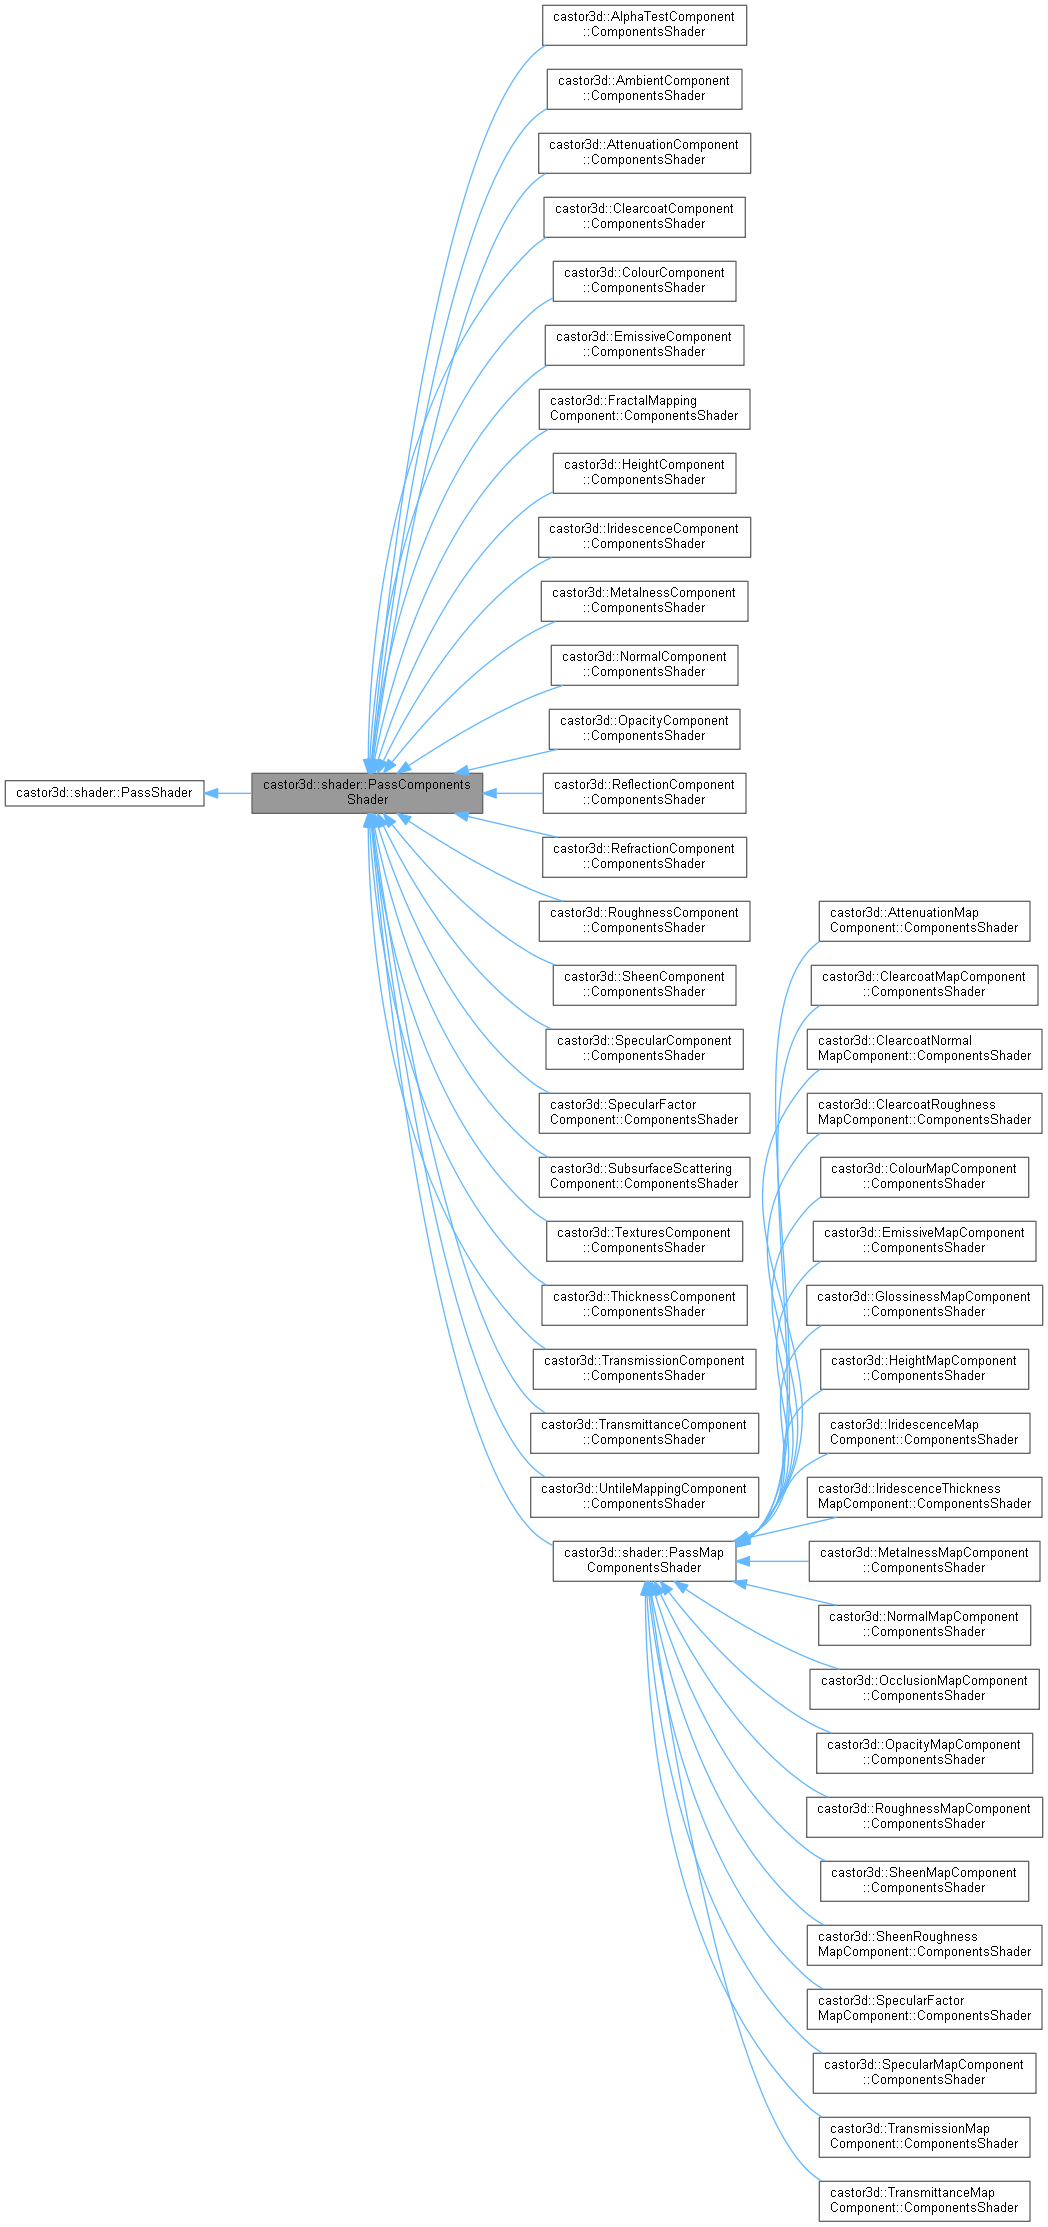 castor3d::AlphaTestComponent
::ComponentsShader
castor3d::AmbientComponent
::ComponentsShader
castor3d::AttenuationComponent
::ComponentsShader
castor3d::ClearcoatComponent
::ComponentsShader
castor3d::ColourComponent
::ComponentsShader
castor3d::EmissiveComponent
::ComponentsShader
castor3d::FractalMapping
Component::ComponentsShader
castor3d::HeightComponent
::ComponentsShader
castor3d::IridescenceComponent
::ComponentsShader
castor3d::MetalnessComponent
::ComponentsShader
castor3d::NormalComponent
::ComponentsShader
castor3d::OpacityComponent
::ComponentsShader
castor3d::shader::PassShader
castor3d::shader::PassComponents
Shader
castor3d::ReflectionComponent
::ComponentsShader
castor3d::RefractionComponent
::ComponentsShader
castor3d::RoughnessComponent
::ComponentsShader
castor3d::SheenComponent
::ComponentsShader
castor3d::SpecularComponent
::ComponentsShader
castor3d::SpecularFactor
Component::ComponentsShader
castor3d::SubsurfaceScattering
Component::ComponentsShader
castor3d::TexturesComponent
::ComponentsShader
castor3d::ThicknessComponent
::ComponentsShader
castor3d::TransmissionComponent
::ComponentsShader
castor3d::TransmittanceComponent
::ComponentsShader
castor3d::UntileMappingComponent
::ComponentsShader
castor3d::shader::PassMap
ComponentsShader
castor3d::AttenuationMap
Component::ComponentsShader
castor3d::ClearcoatMapComponent
::ComponentsShader
castor3d::ClearcoatNormal
MapComponent::ComponentsShader
castor3d::ClearcoatRoughness
MapComponent::ComponentsShader
castor3d::ColourMapComponent
::ComponentsShader
castor3d::EmissiveMapComponent
::ComponentsShader
castor3d::GlossinessMapComponent
::ComponentsShader
castor3d::HeightMapComponent
::ComponentsShader
castor3d::IridescenceMap
Component::ComponentsShader
castor3d::IridescenceThickness
MapComponent::ComponentsShader
castor3d::MetalnessMapComponent
::ComponentsShader
castor3d::NormalMapComponent
::ComponentsShader
castor3d::OcclusionMapComponent
::ComponentsShader
castor3d::OpacityMapComponent
::ComponentsShader
castor3d::RoughnessMapComponent
::ComponentsShader
castor3d::SheenMapComponent
::ComponentsShader
castor3d::SheenRoughness
MapComponent::ComponentsShader
castor3d::SpecularFactor
MapComponent::ComponentsShader
castor3d::SpecularMapComponent
::ComponentsShader
castor3d::TransmissionMap
Component::ComponentsShader
castor3d::TransmittanceMap
Component::ComponentsShader